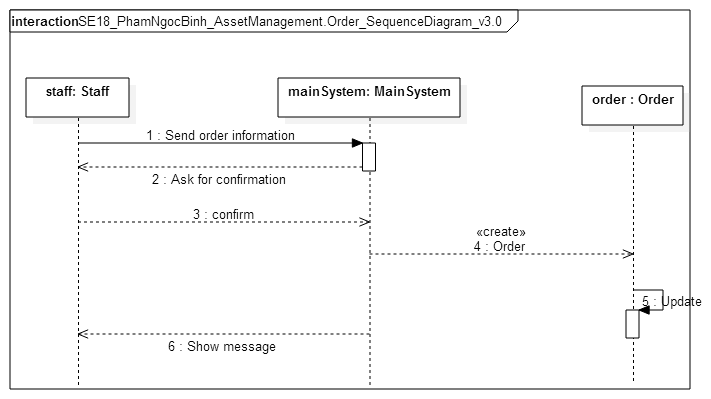 interactionSE18_PhamNgocBinh_AssetManagement.Order_SequenceDiagram_v3.0
staff: Staff
mainSystem: MainSystem
order : Order
1 : Send order information
2 : Ask for confirmation
3 : confirm
«create»
4 : Order
5 : Update
6 : Show message